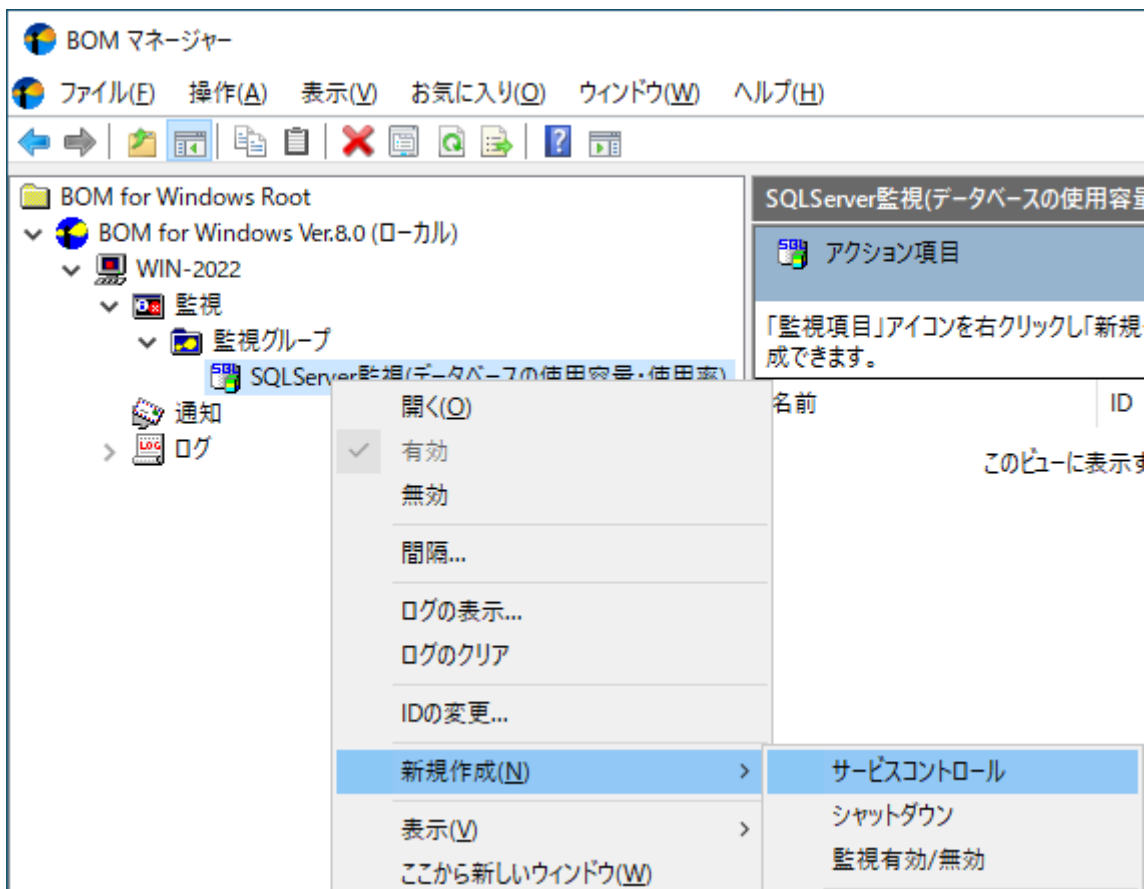 BOM マネージャー
ファイル(F) 操作(A) 表示(V) お気に入り(O) ウィンドウ(W) ヘルプ(H)
BOM for Windows Root
BOM for Windows Ver.8.0 (ローカル)
WIN-2022
監視
監視グループ
SQLServer監視(データベースの使用容量・使用率)
通知
ログ
SQLServer監視(データベースの使用容量
アクション項目
「監視項目」アイコンを右クリックし「新規
成できます。
名前 ID
このビューに表示す
開く(O)
有効
無効
間隔...
ログの表示...
ログのクリア
IDの変更...
新規作成(N)
表示(V)
ここから新しいウィンドウ(W)
サービスコントロール
シャットダウン
監視有効/無効